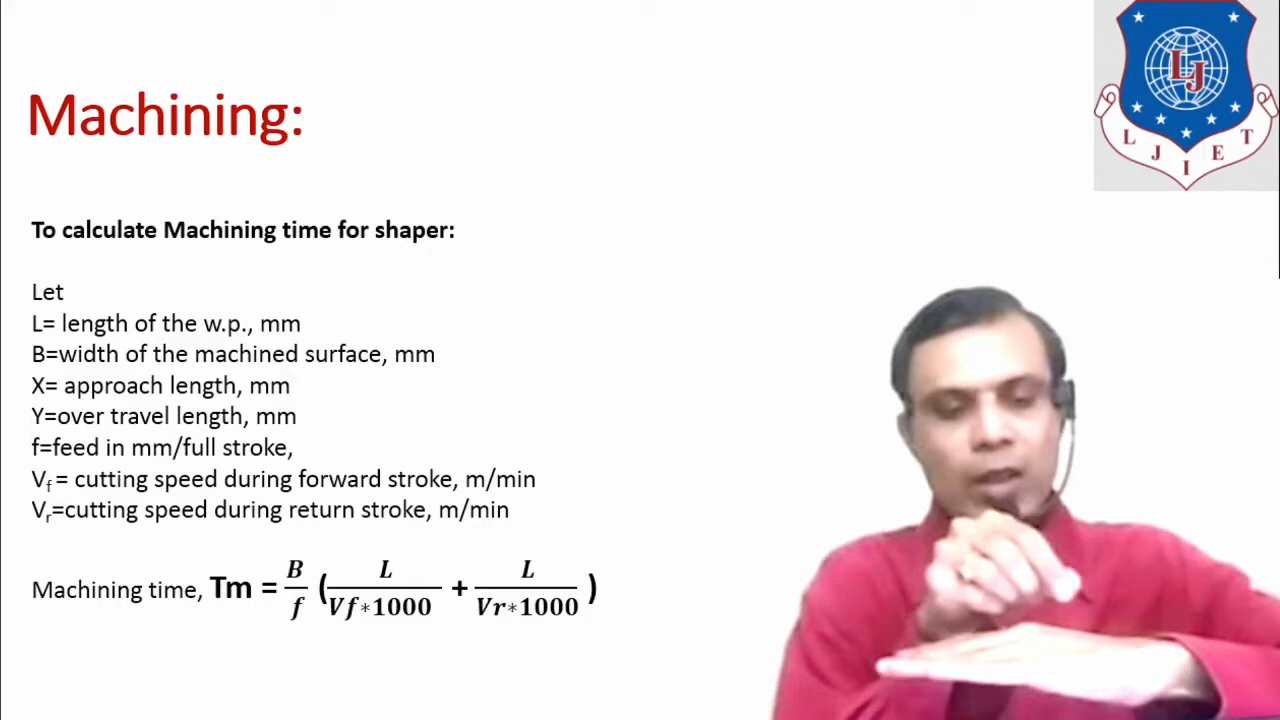 L J I E T
LJ
Machining:
To calculate Machining time for shaper:
Let
L= length of the w.p., mm
B=width of the machined surface, mm
X= approach length, mm
Y=over travel length, mm
f=feed in mm/full stroke,
Vf = cutting speed during forward stroke, m/min
Vr=cutting speed during return stroke, m/min
Machining time, Tm = B/f (L/Vf*1000 + L/Vr*1000)